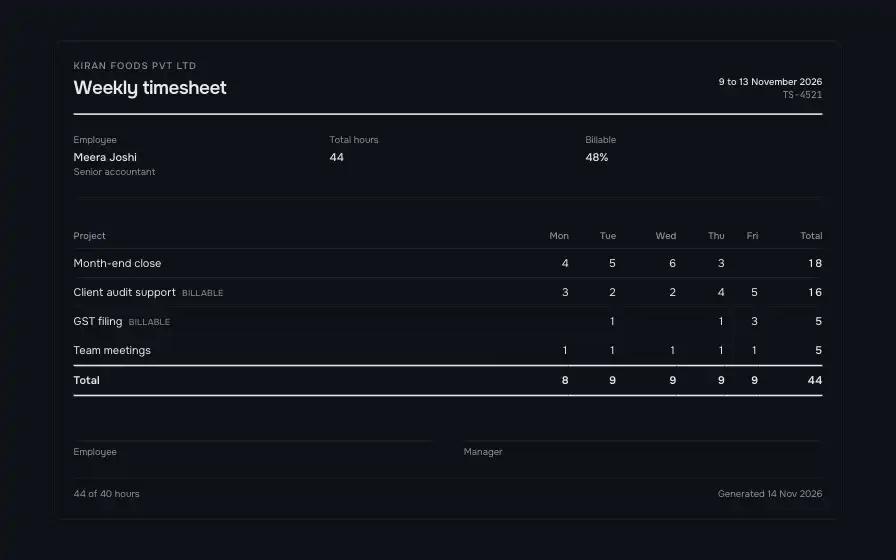 KIRAN FOODS PVT LTD
Weekly timesheet
9 to 13 November 2026
TS-4521
Employee Total hours Billable
Meera Joshi 44 48%
Senior accountant
Project Mon Tue Wed Thu Fri Total
Month-end close 4 5 6 3 18
Client audit support BILLABLE 3 2 2 4 5 16
GST filing BILLABLE 1 1 3 5
Team meetings 1 1 1 1 1 5
Total 8 9 9 9 9 44
Employee Manager
44 of 40 hours Generated 14 Nov 2026